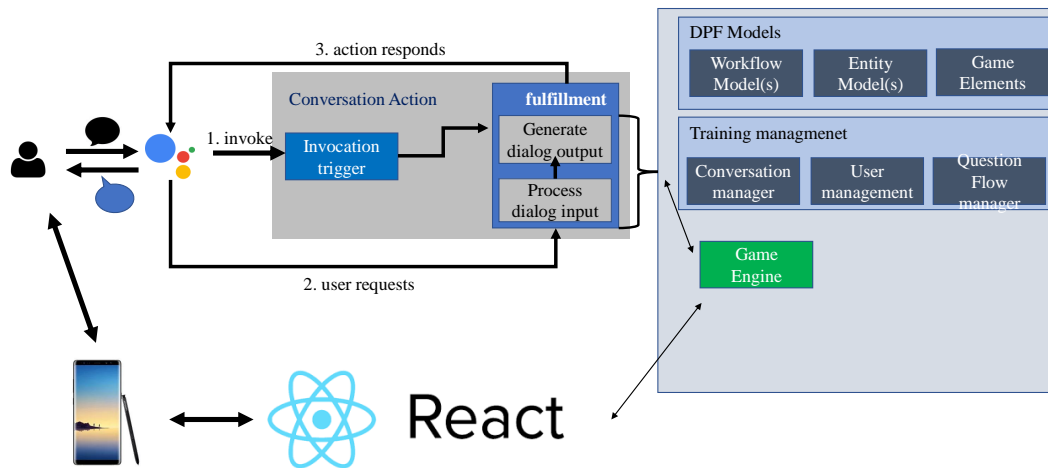 3. action responds
Conversation Action
1. invoke
Invocation
trigger
fulfillment
Generate
dialog output
Process
dialog input
2. user requests
DPF Models
Workflow
Model(s)
Entity
Model(s)
Game
Elements
Training managmenet
Conversation
manager
User
management
Question
Flow
manager
Game
Engine
React